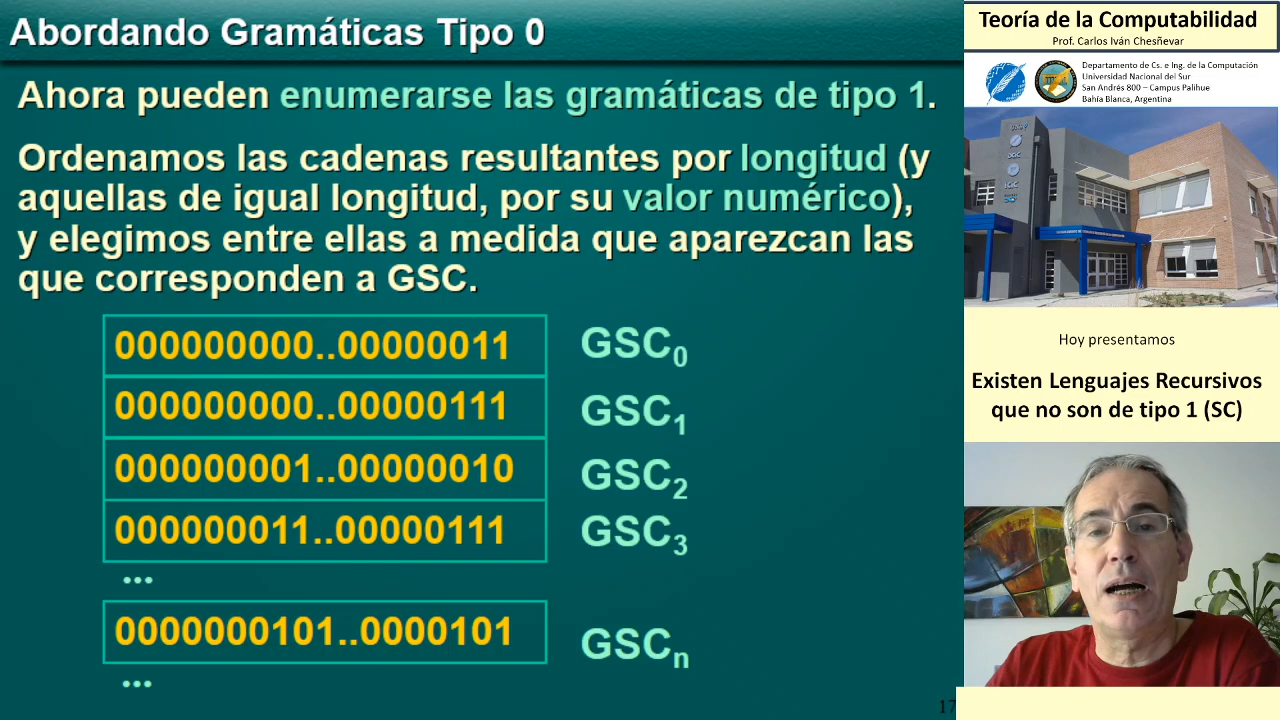 Abordando Gramáticas Tipo 0
Ahora pueden enumerarse las gramáticas de tipo 1.
Ordenamos las cadenas resultantes por longitud (y
aquellas de igual longitud, por su valor numérico),
y elegimos entre ellas a medida que aparezcan las
que corresponden a GSC.
000000000..00000011 GSC0
000000000..00000111 GSC1
000000001..00000010 GSC2
000000011..00000111 GSC3
...
0000000101..0000101 GSCn
...
17
Teoría de la Computabilidad
Prof. Carlos Iván Chesñevar
Departamento de Cs. e Ing. de la Computación
Universidad Nacional del Sur
San Andrés 800 – Campus Palihue
Bahía Blanca, Argentina
Hoy presentamos
Existen Lenguajes Recursivos
que no son de tipo 1 (SC)